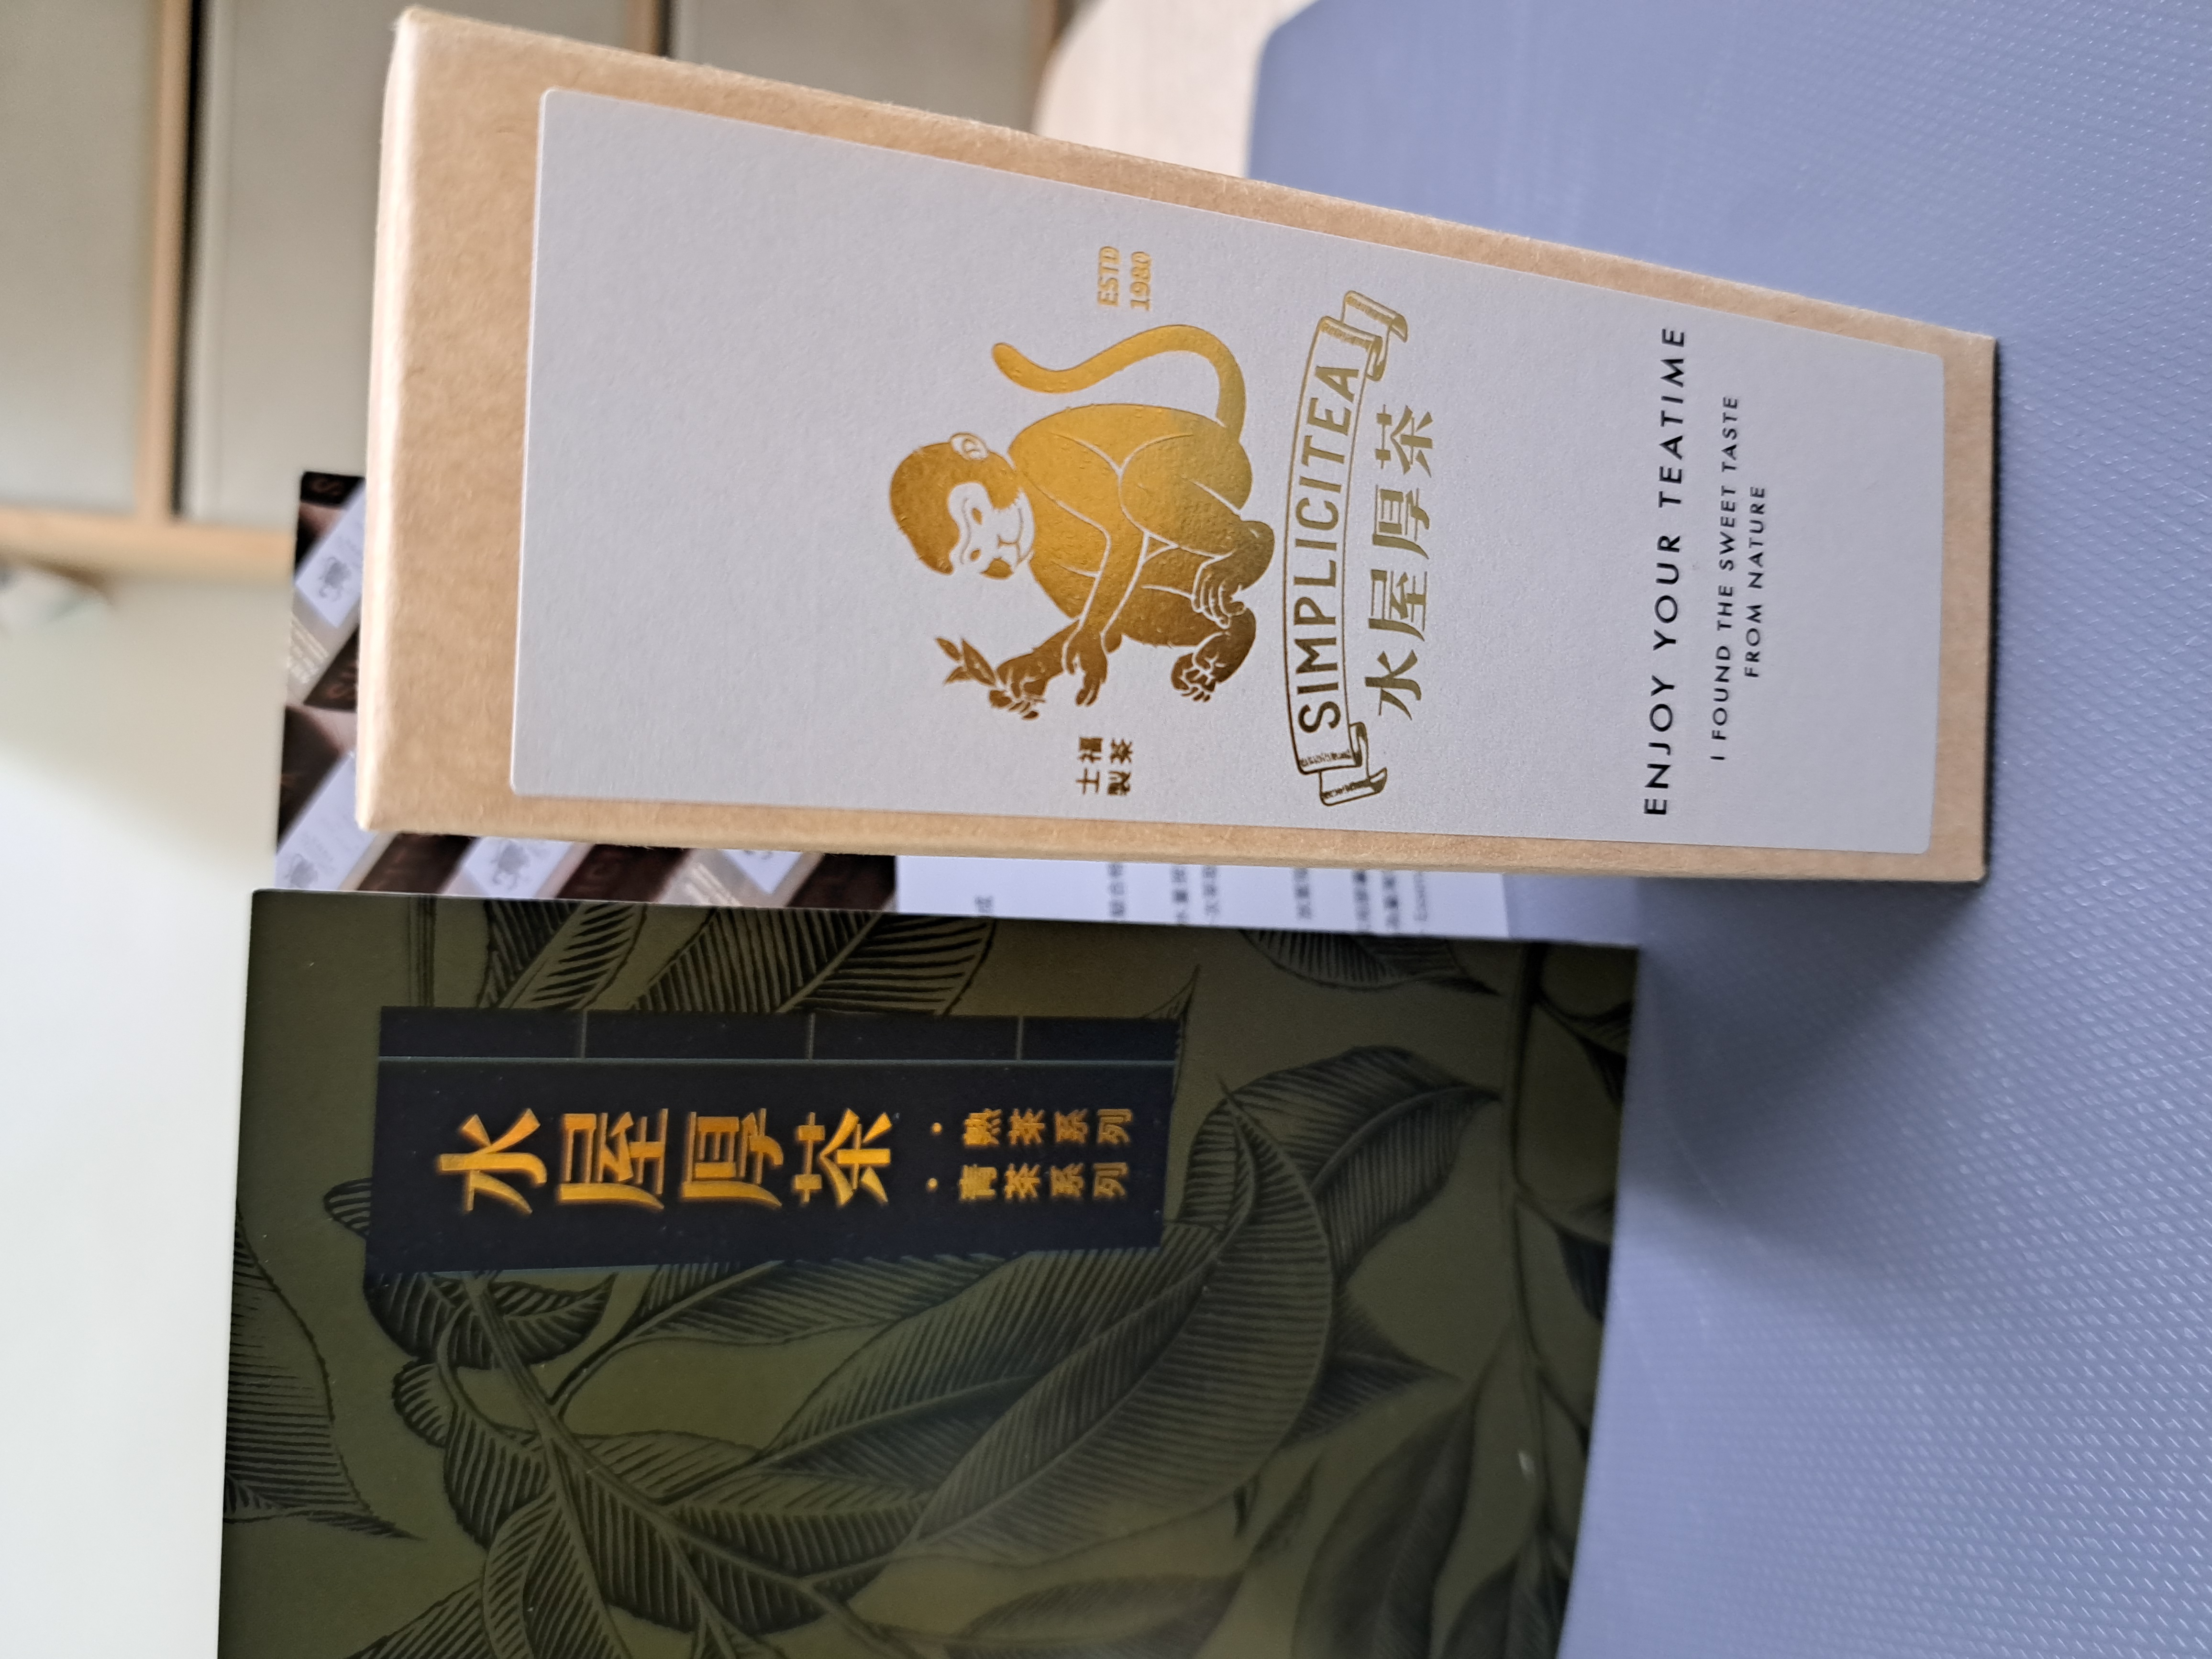 水屋厚茶
·熟茶系列
·青茶系列
士福
製茶
ESTD
1980
SIMPLICITEA
水屋厚茶
ENJOY YOUR TEATIME
I FOUND THE SWEET TASTE
FROM NATURE